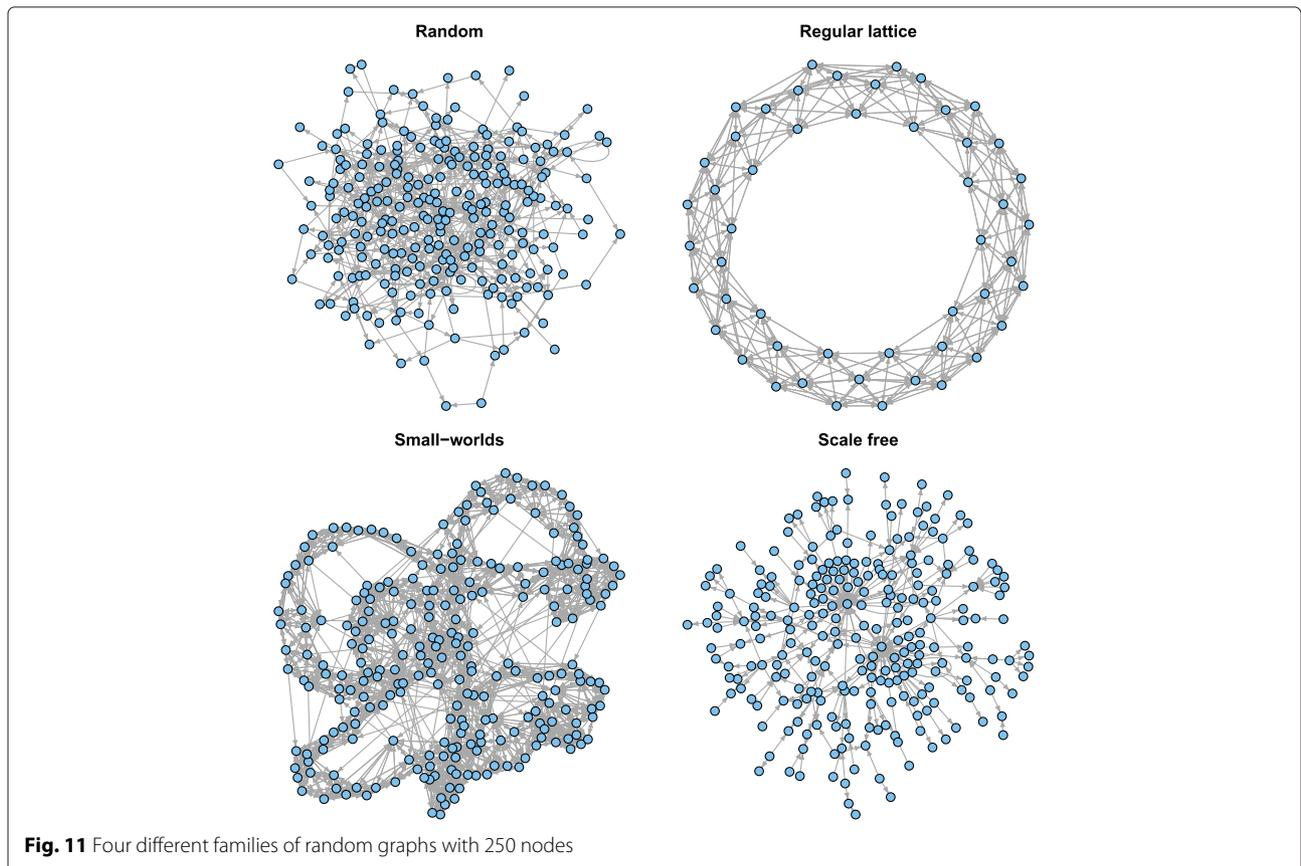 Random
Regular lattice
Small−worlds
Scale free
Fig. 11 Four different families of random graphs with 250 nodes